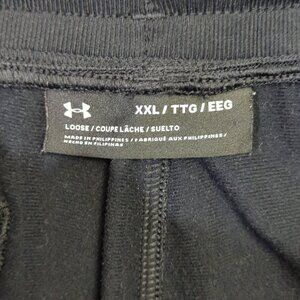 XXL / TTG / EEG
LOOSE / COUPE LÂCHE / SUELTO
MADE IN PHILIPPINES / FABRIQUÉ AUX PHILIPPINES /
HECHO EN FILIPINAS